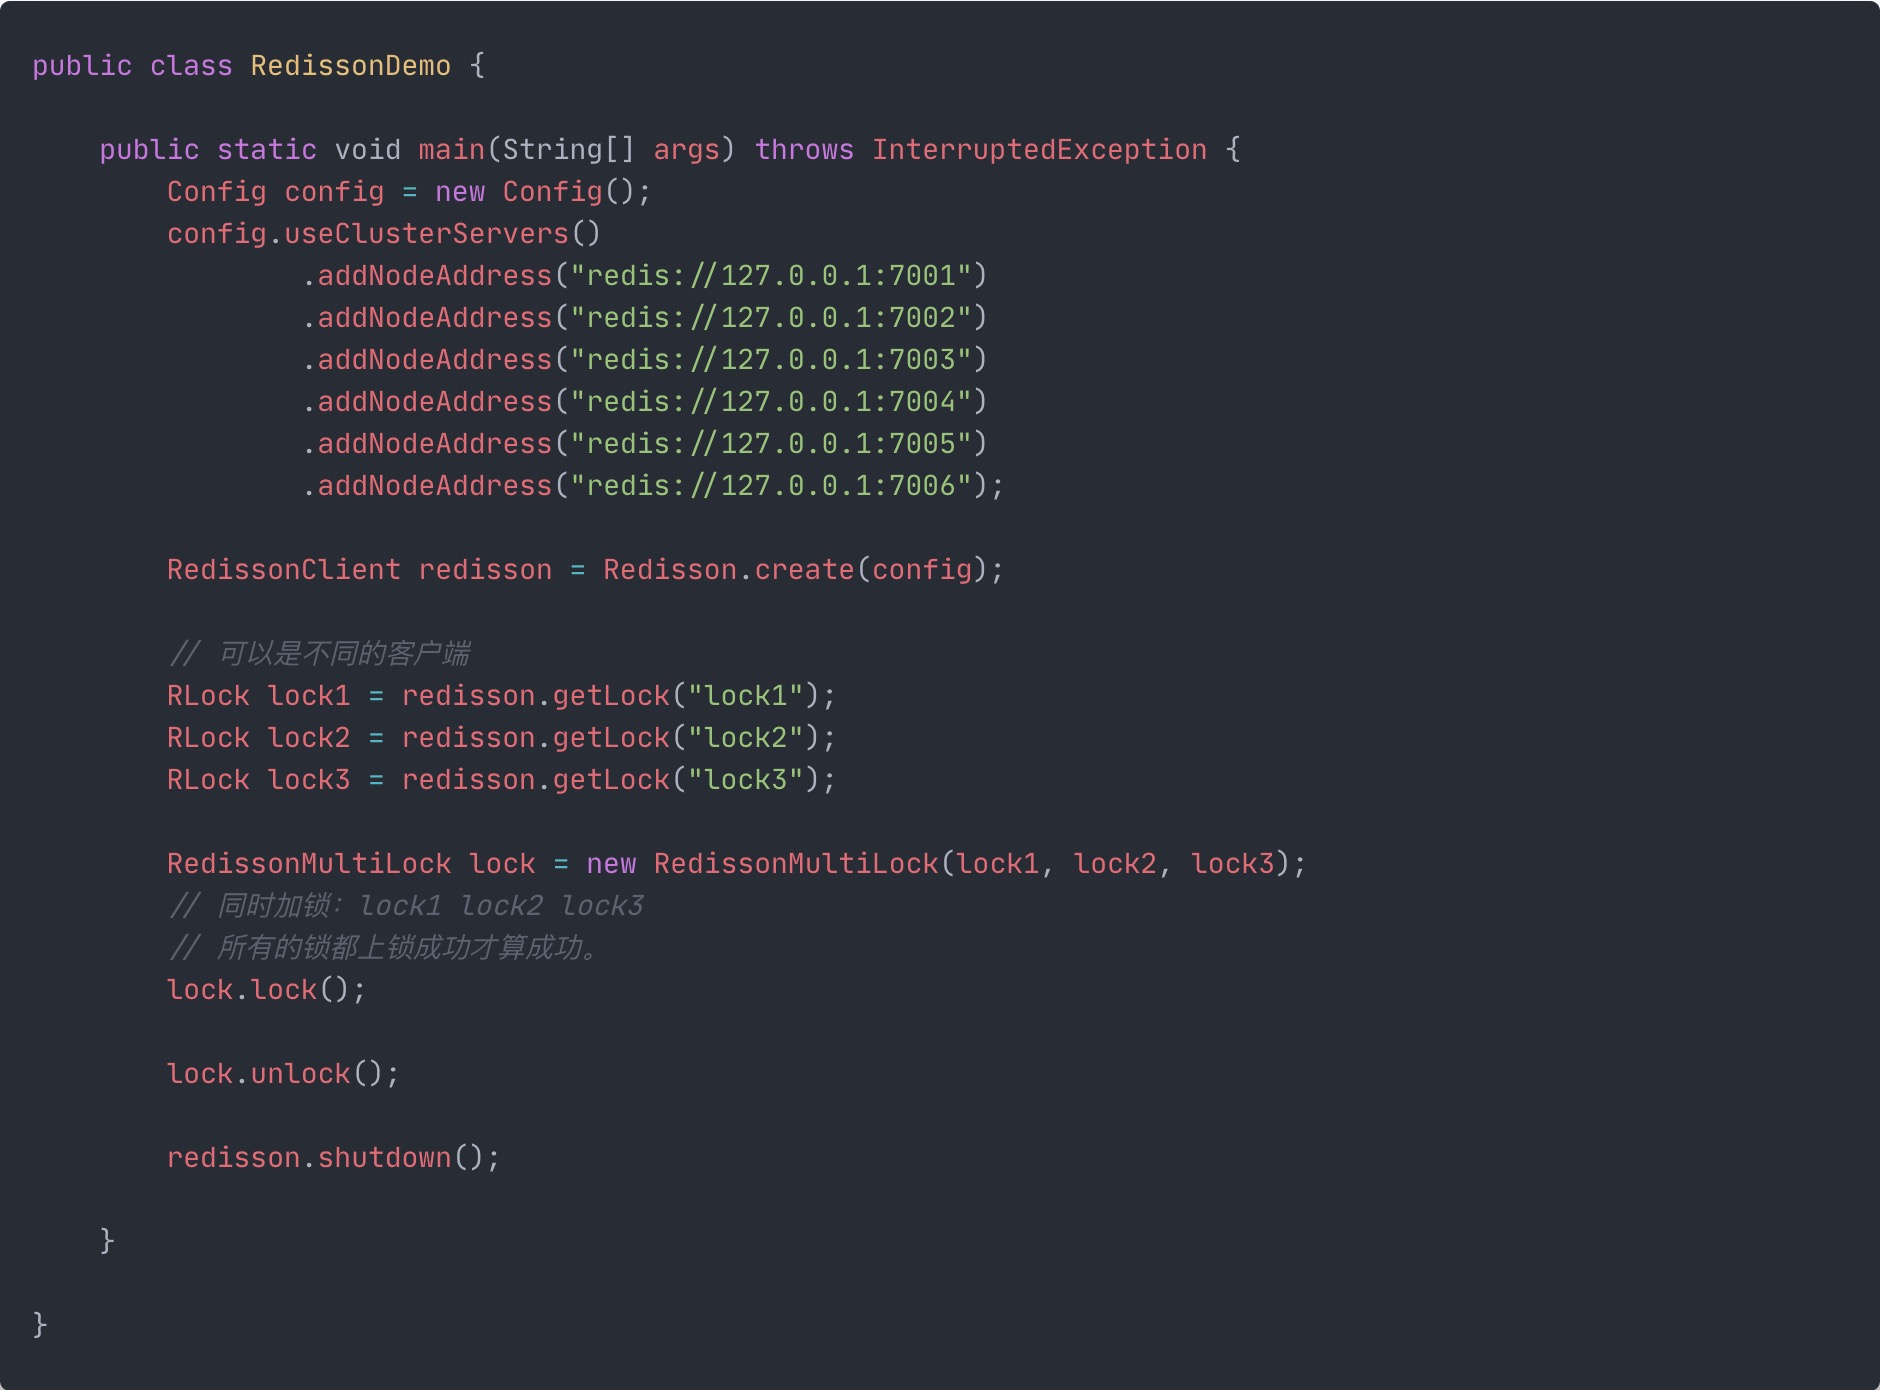 public class RedissonDemo {
public static void main(String[] args) throws InterruptedException {
Config config = new Config();
config.useClusterServers()
.addNodeAddress("redis://127.0.0.1:7001")
.addNodeAddress("redis://127.0.0.1:7002")
.addNodeAddress("redis://127.0.0.1:7003")
.addNodeAddress("redis://127.0.0.1:7004")
.addNodeAddress("redis://127.0.0.1:7005")
.addNodeAddress("redis://127.0.0.1:7006");
RedissonClient redisson = Redisson.create(config);
// 可以是不同的客户端
RLock lock1 = redisson.getLock("lock1");
RLock lock2 = redisson.getLock("lock2");
RLock lock3 = redisson.getLock("lock3");
RedissonMultiLock lock = new RedissonMultiLock(lock1, lock2, lock3);
// 同时加锁：lock1 lock2 lock3
// 所有的锁都上锁成功才算成功。
lock.lock();
lock.unlock();
redisson.shutdown();
}
}